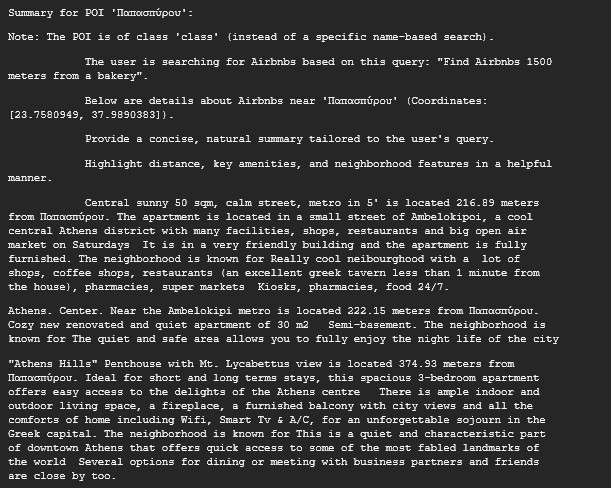 Summary for POI 'Παπασπύρου':
Note: The POI is of class 'class' (instead of a specific name-based search).
The user is searching for Airbnbs based on this query: "Find Airbnbs 1500
meters from a bakery".
Below are details about Airbnbs near 'Παπασπύρου' (Coordinates:
[23.7580949, 37.9890383]).
Provide a concise, natural summary tailored to the user's query.
Highlight distance, key amenities, and neighborhood features in a helpful
manner.
Central sunny 50 sqm, calm street, metro in 5' is located 216.89 meters
from Παπασπύρου. The apartment is located in a small street of Ambelokipoi, a cool
central Athens district with many facilities, shops, restaurants and big open air
market on Saturdays  It is in a very friendly building and the apartment is fully
furnished. The neighborhood is known for Really cool neibourghood with a  lot of
shops, coffee shops, restaurants (an excellent greek tavern less than 1 minute from
the house), pharmacies, super markets  Kiosks, pharmacies, food 24/7.
Athens. Center. Near the Ambelokipi metro is located 222.15 meters from Παπασπύρου.
Cozy new renovated and quiet apartment of 30 m2   Semi-basement. The neighborhood is
known for The quiet and safe area allows you to fully enjoy the night life of the city
"Athens Hills" Penthouse with Mt. Lycabettus view is located 374.93 meters from
Παπασπύρου. Ideal for short and long terms stays, this spacious 3-bedroom apartment
offers easy access to the delights of the Athens centre   There is ample indoor and
outdoor living space, a fireplace, a furnished balcony with city views and all the
comforts of home including Wifi, Smart Tv & A/C, for an unforgettable sojourn in the
Greek capital. The neighborhood is known for This is a quiet and characteristic part
of downtown Athens that offers quick access to some of the most fabled landmarks of
the world  Several options for dining or meeting with business partners and friends
are close by too.